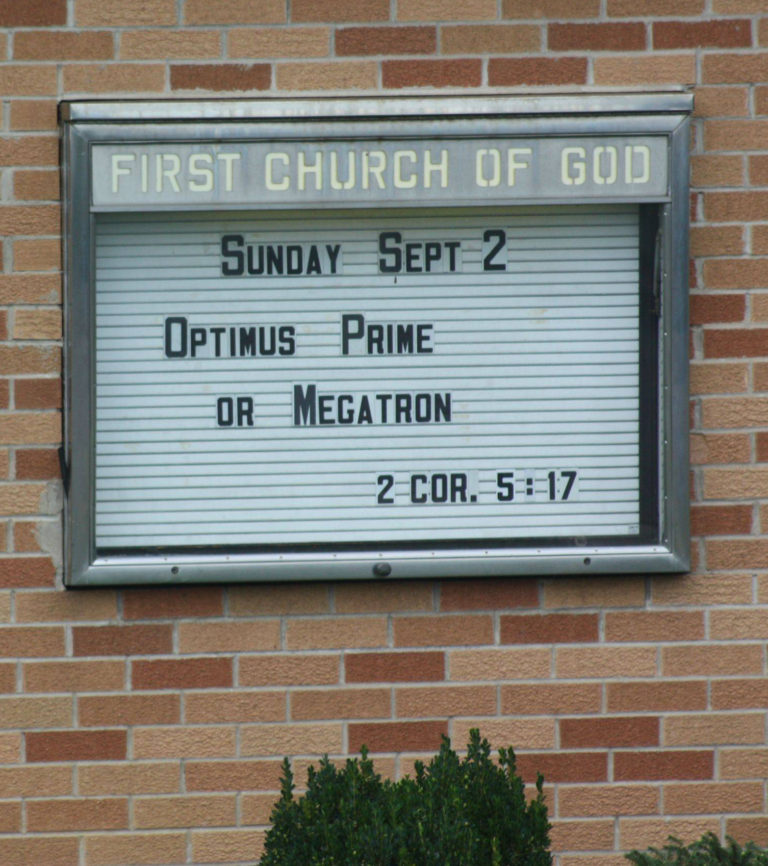 FIRST CHURCH OF GOD
SUNDAY SEPT 2
OPTIMUS PRIME
OR MEGATRON
2 COR. 5:17